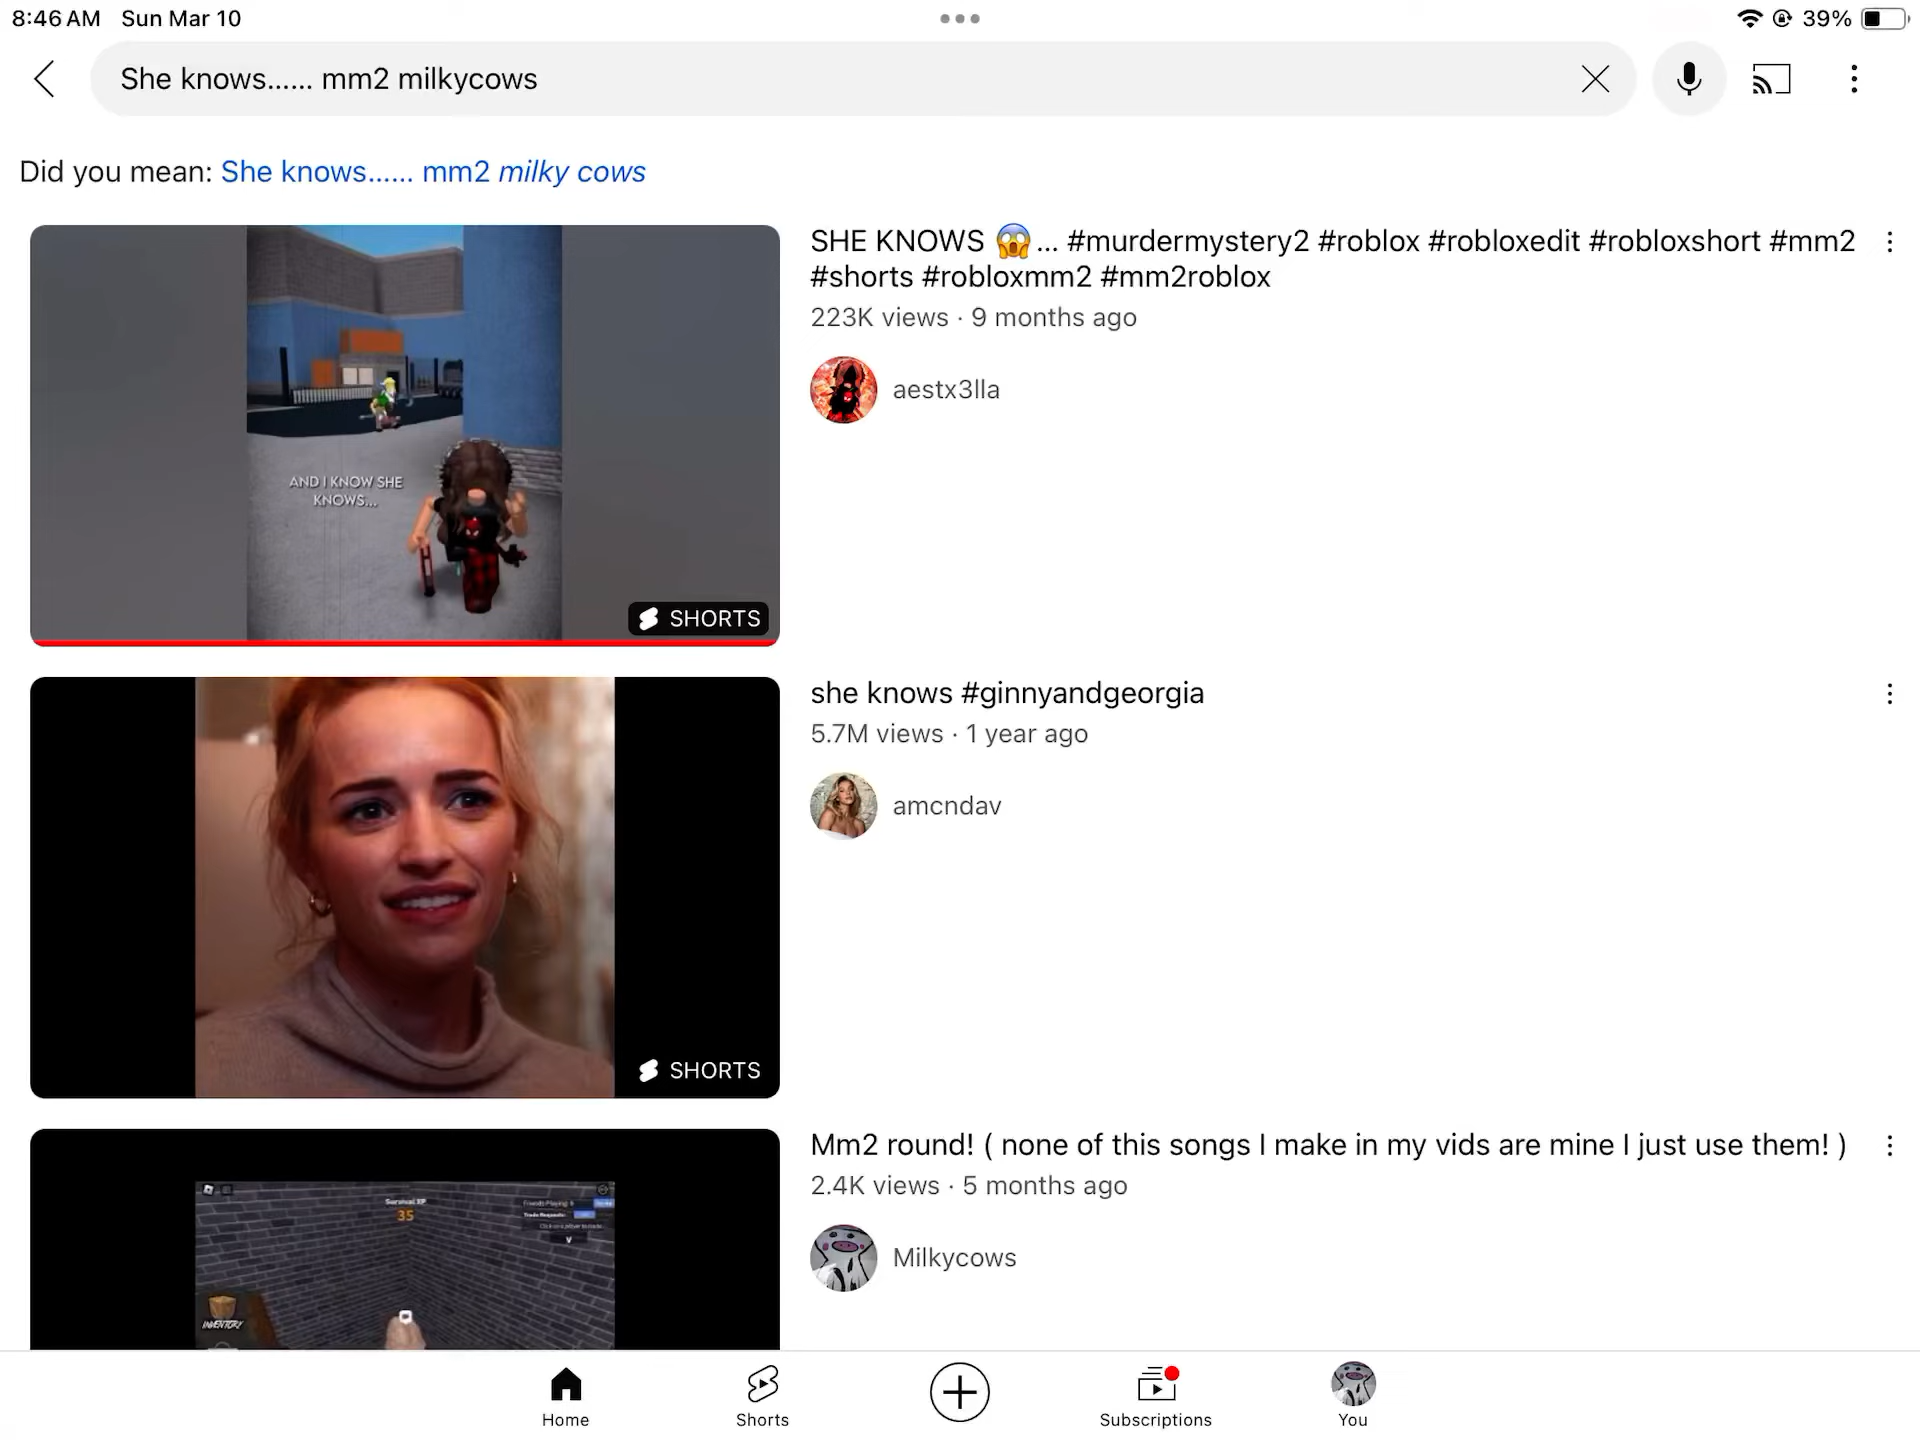 8:46 AM Sun Mar 10
39%
She knows...... mm2 milkycows
Did you mean: She knows...... mm2 milky cows
SHE KNOWS 😱... #murdermystery2 #roblox #robloxedit #robloxshort #mm2
#shorts #robloxmm2 #mm2roblox
223K views · 9 months ago
aestx3lla
AND I KNOW SHE
KNOWS...
SHORTS
she knows #ginnyandgeorgia
5.7M views · 1 year ago
amcndav
SHORTS
Mm2 round! ( none of this songs I make in my vids are mine I just use them! )
2.4K views · 5 months ago
Milkycows
Survival XP
35
INVENTORY
Home
Shorts
Subscriptions
You